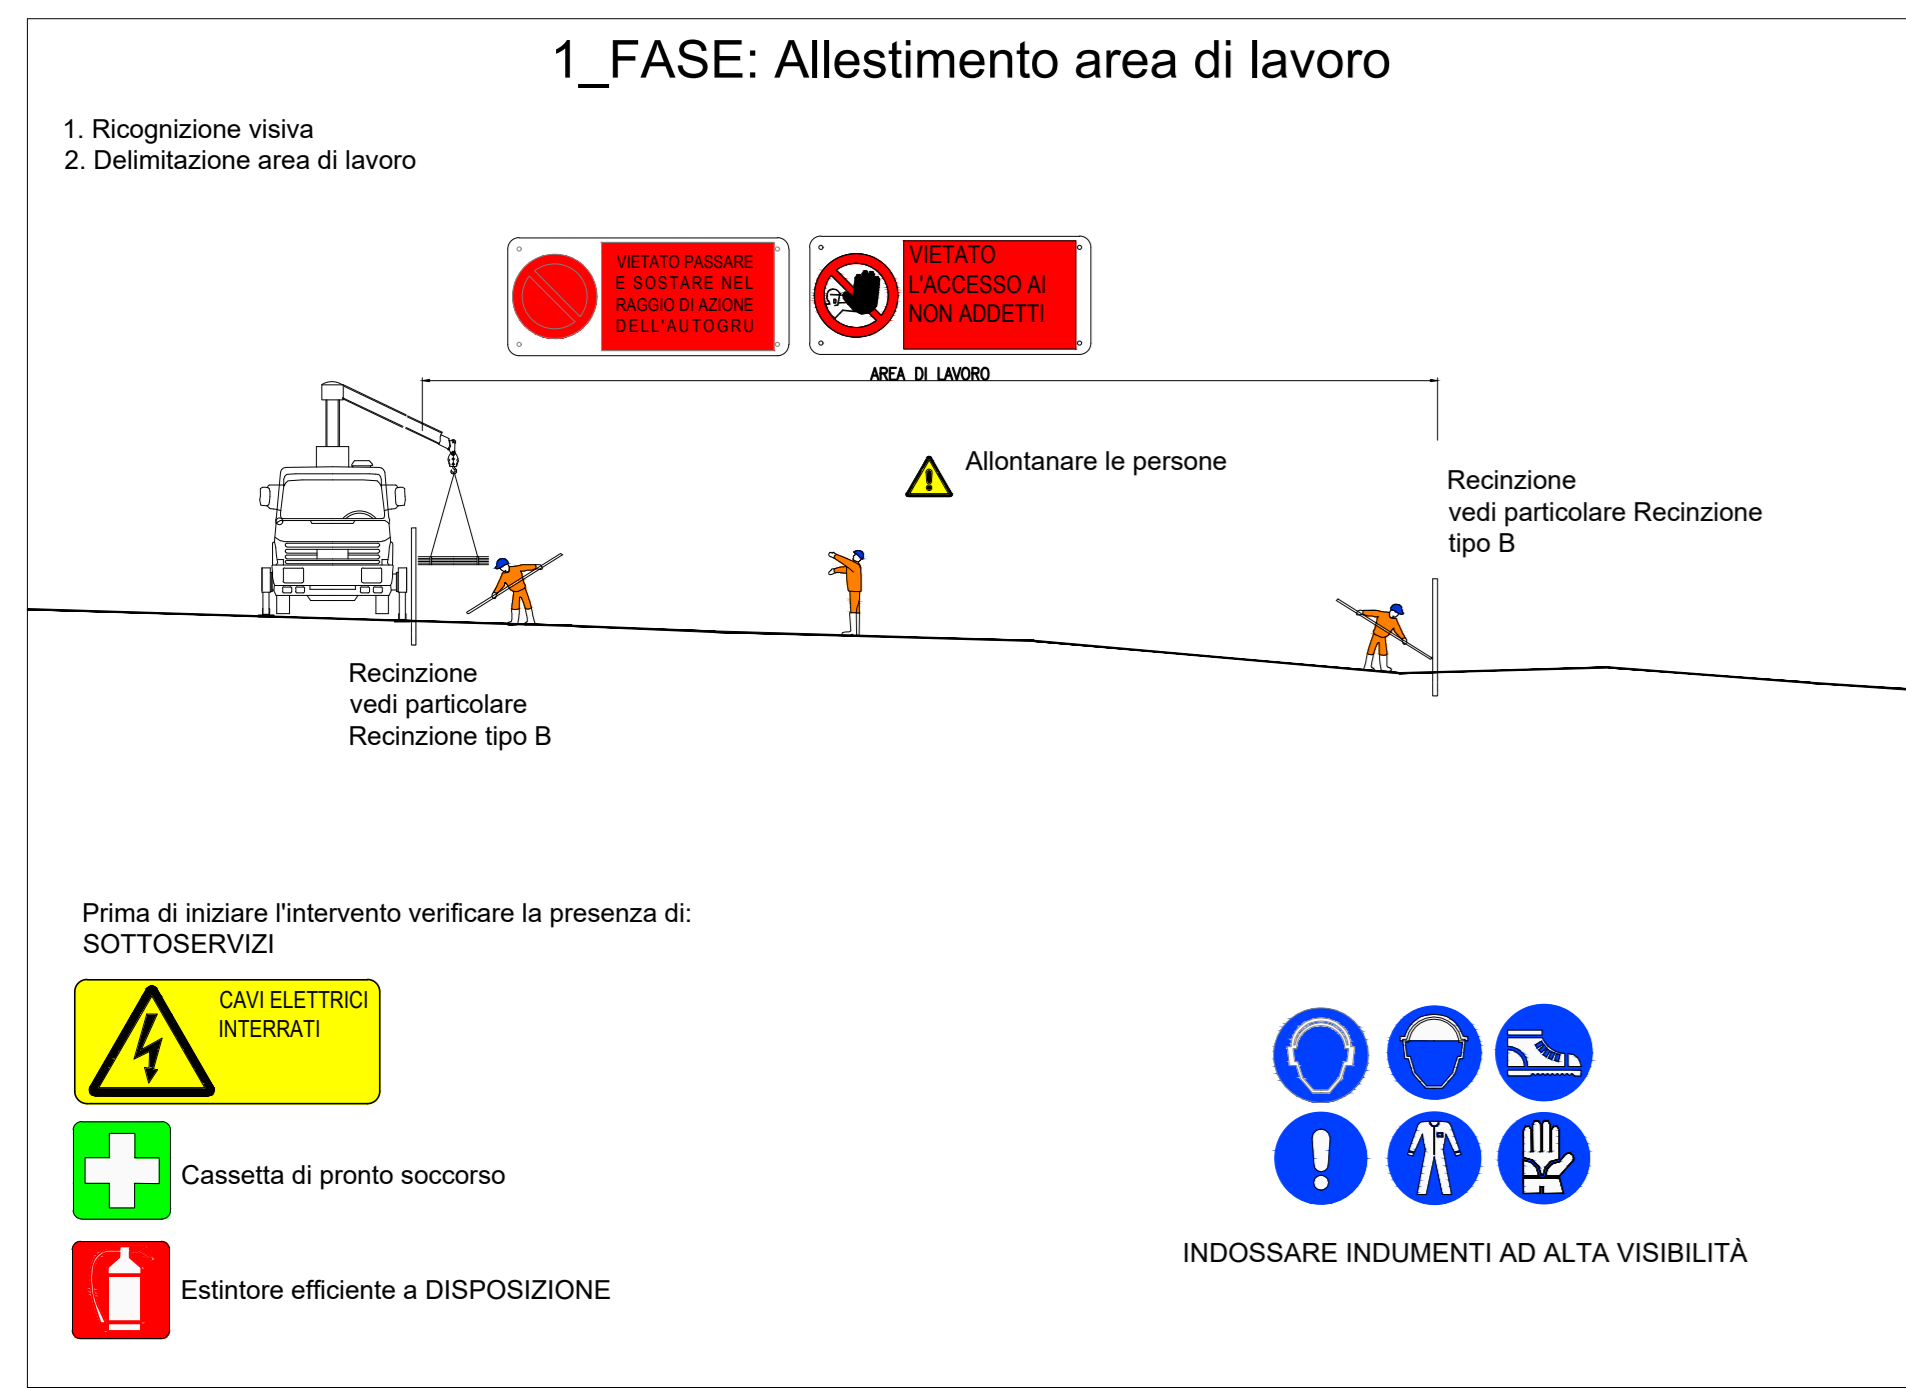 1_FASE: Allestimento area di lavoro
1. Ricognizione visiva
2. Delimitazione area di lavoro
VIETATO PASSARE
E SOSTARE NEL
RAGGIO DI AZIONE
DELL'AUTOGRU
VIETATO
L'ACCESSO AI
NON ADDETTI
AREA DI LAVORO
Allontanare le persone
Recinzione
vedi particolare Recinzione
tipo B
Recinzione
vedi particolare
Recinzione tipo B
Prima di iniziare l'intervento verificare la presenza di:
SOTTOSERVIZI
CAVI ELETTRICI
INTERRATI
Cassetta di pronto soccorso
Estintore efficiente a DISPOSIZIONE
INDOSSARE INDUMENTI AD ALTA VISIBILITÀ